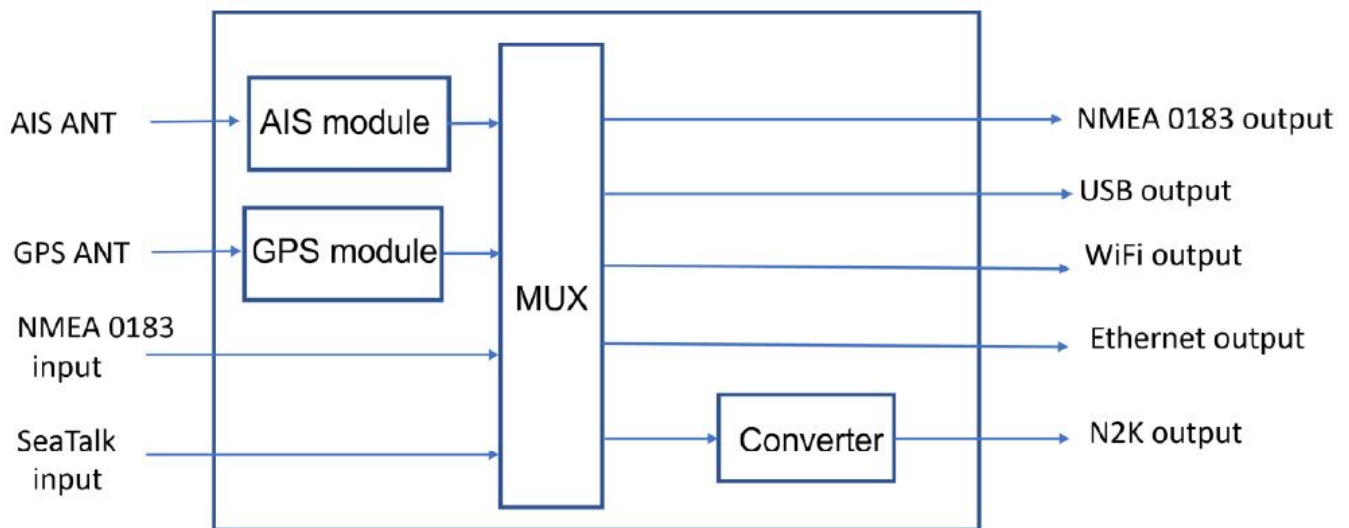 AIS ANT
AIS module
NMEA 0183 output
USB output
GPS ANT
GPS module
WiFi output
MUX
NMEA 0183
input
Ethernet output
SeaTalk
input
Converter
N2K output